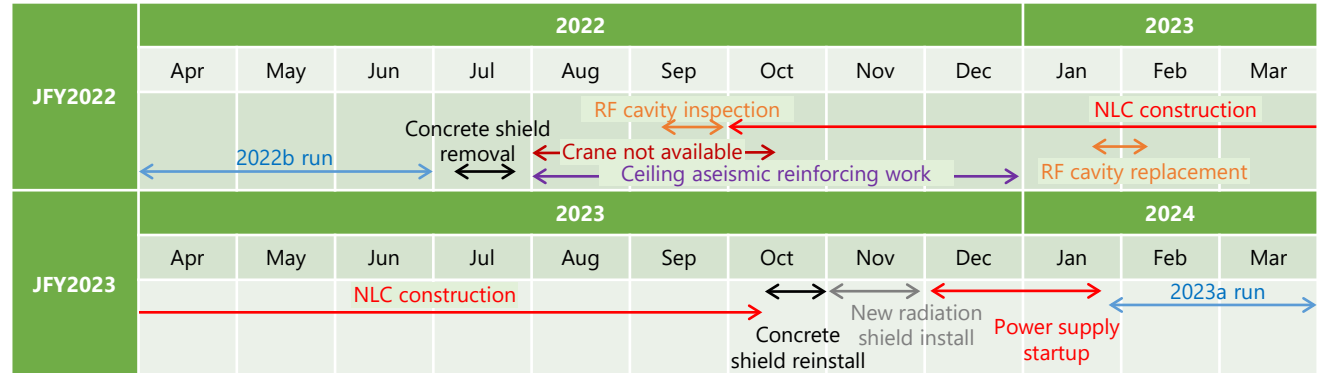 2022
2023
JFY2022
Apr
May
Jun
Jul
Aug
Sep
Oct
Nov
Dec
Jan
Feb
Mar
RF cavity inspection
NLC construction
Concrete shield
removal
2022b run
Crane not available
Ceiling aseismic reinforcing work
RF cavity replacement
2023
2024
JFY2023
Apr
May
Jun
Jul
Aug
Sep
Oct
Nov
Dec
Jan
Feb
Mar
NLC construction
2023a run
New radiation
shield install
Concrete
shield reinstall
Power supply
startup